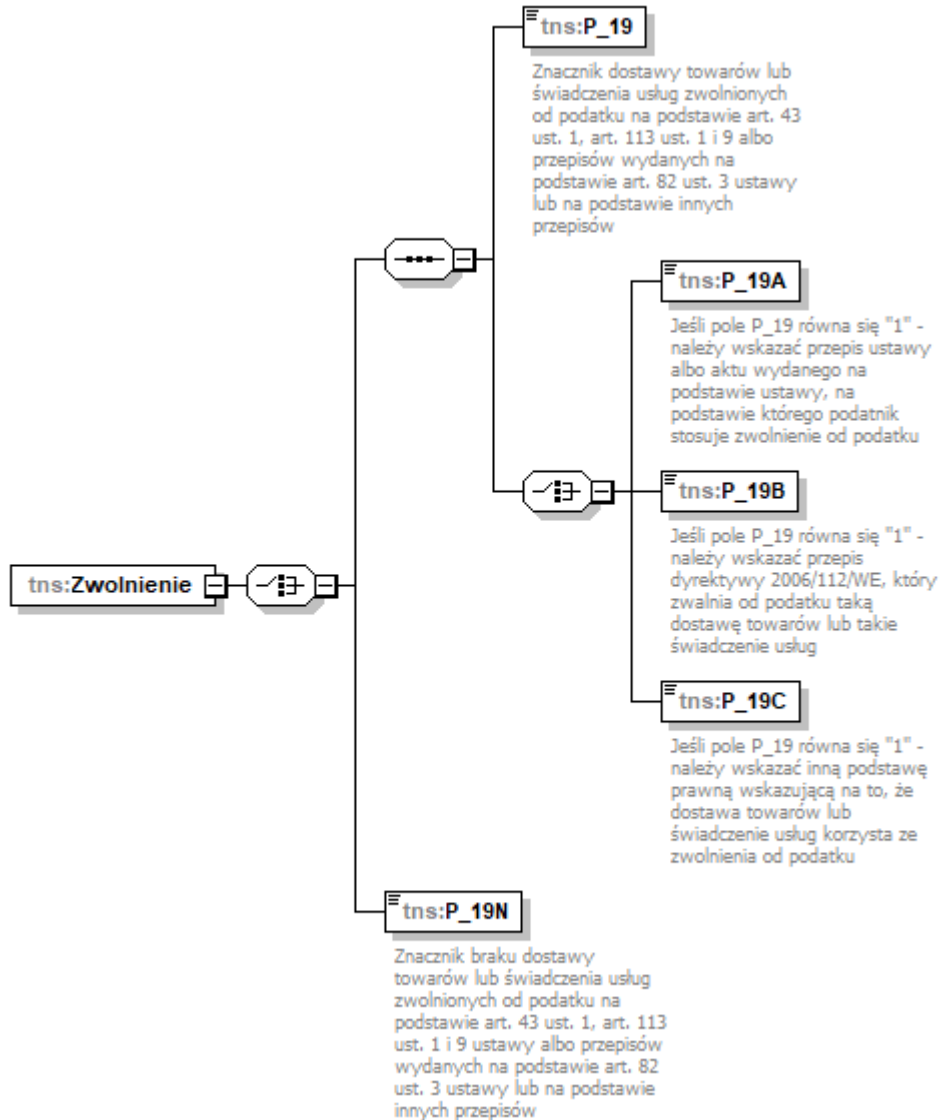 tns:P_19
Znacznik dostawy towarów lub
świadczenia usług zwolnionych
od podatku na podstawie art. 43
ust. 1, art. 113 ust. 1 i 9 albo
przepisów wydanych na
podstawie art. 82 ust. 3 ustawy
lub na podstawie innych
przepisów
tns:P_19A
Jeśli pole P_19 równa się "1" -
należy wskazać przepis ustawy
albo aktu wydanego na
podstawie ustawy, na
podstawie którego podatnik
stosuje zwolnienie od podatku
tns:P_19B
Jeśli pole P_19 równa się "1" -
należy wskazać przepis
dyrektywy 2006/112/WE, który
zwalnia od podatku taką
dostawę towarów lub takie
świadczenie usług
tns:Zwolnienie
tns:P_19C
Jeśli pole P_19 równa się "1" -
należy wskazać inną podstawę
prawną wskazującą na to, że
dostawa towarów lub
świadczenie usług korzysta ze
zwolnienia od podatku
tns:P_19N
Znacznik braku dostawy
towarów lub świadczenia usług
zwolnionych od podatku na
podstawie art. 43 ust. 1, art. 113
ust. 1 i 9 ustawy albo przepisów
wydanych na podstawie art. 82
ust. 3 ustawy lub na podstawie
innych przepisów